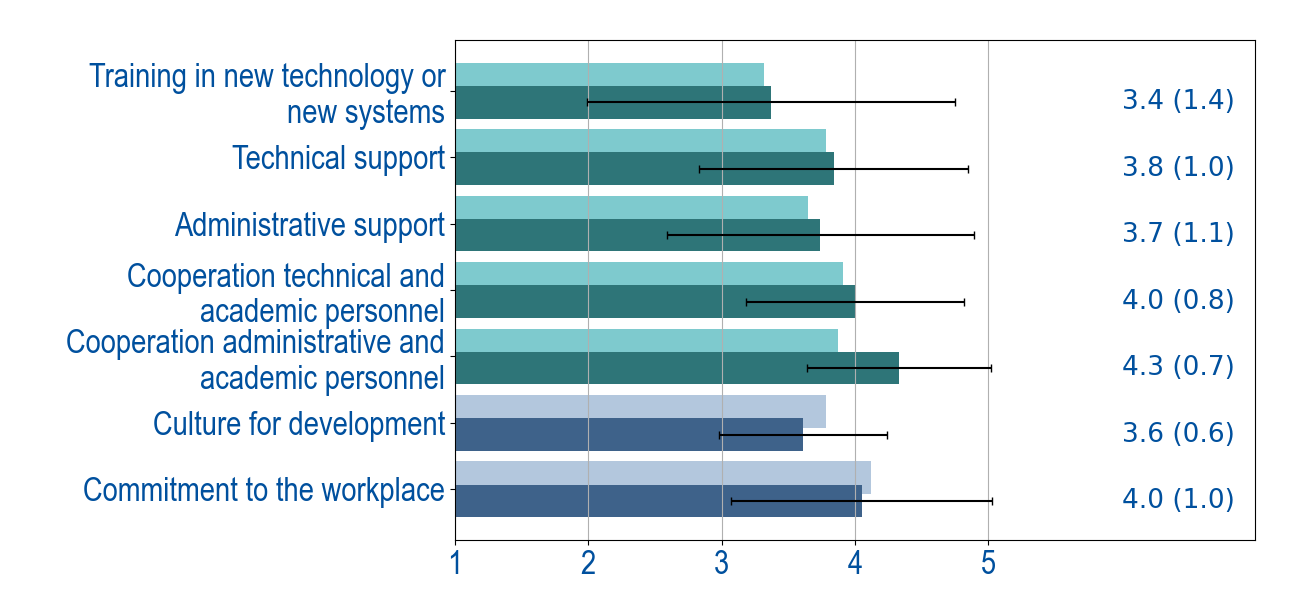 Training in new technology or
new systems
3.4 (1.4)
Technical support
3.8 (1.0)
Administrative support
3.7 (1.1)
Cooperation technical and
academic personnel
4.0 (0.8)
Cooperation administrative and
academic personnel
4.3 (0.7)
Culture for development
3.6 (0.6)
Commitment to the workplace
4.0 (1.0)
1 2 3 4 5